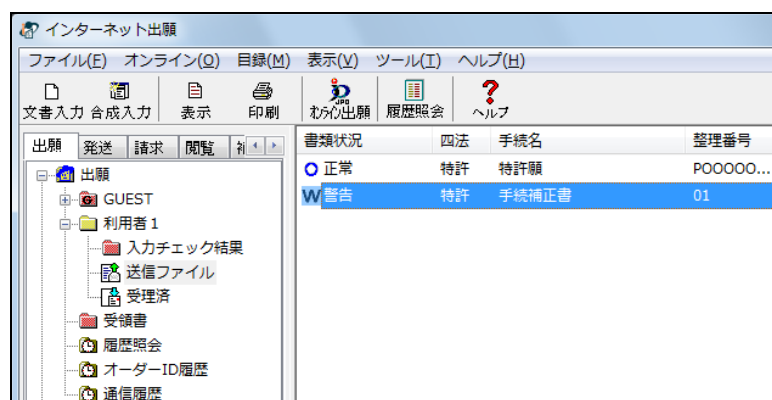 インターネット出願
ファイル(F) オンライン(O) 目録(M) 表示(V) ツール(T) ヘルプ(H)
文書入力 合成入力 表示 印刷 オンライン出願 履歴照会 ヘルプ
出願 発送 請求 閲覧
書類状況 四法 手続名 整理番号
正常 特許 特許願 POOOOO...
W 警告 特許 手続補正書 01
出願
GUEST
利用者1
入力チェック結果
送信ファイル
受理済
受領書
履歴照会
オーダーID履歴
通信履歴